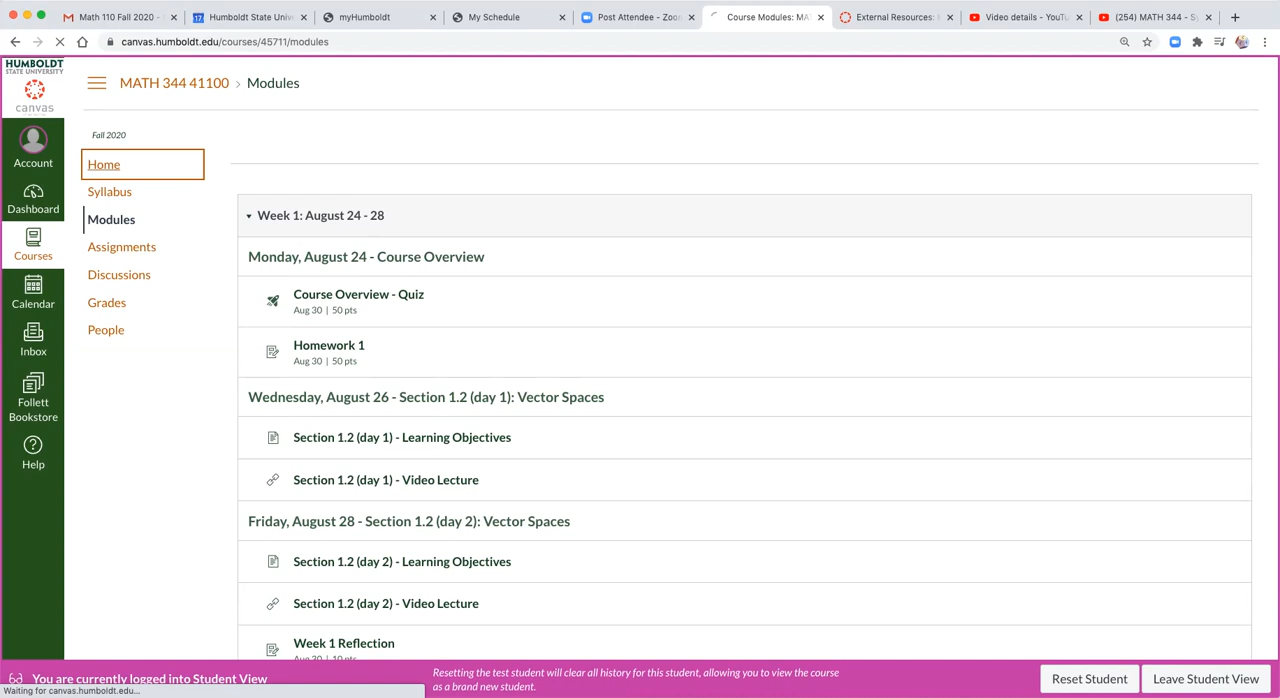 Math 110 Fall 2020 -
Humboldt State Univ
myHumboldt
My Schedule
Post Attendee - Zoo
Course Modules: MA
External Resources:
Video details - YouTu
(254) MATH 344 - S
canvas.humboldt.edu/courses/45711/modules
HUMBOLDT
STATE UNIVERSITY
canvas
MATH 344 41100 › Modules
Fall 2020
Account
Dashboard
Courses
Calendar
Inbox
Follett
Bookstore
Help
Home
Syllabus
Modules
Assignments
Discussions
Grades
People
Week 1: August 24 - 28
Monday, August 24 - Course Overview
Course Overview - Quiz
Aug 30 | 50 pts
Homework 1
Aug 30 | 50 pts
Wednesday, August 26 - Section 1.2 (day 1): Vector Spaces
Section 1.2 (day 1) - Learning Objectives
Section 1.2 (day 1) - Video Lecture
Friday, August 28 - Section 1.2 (day 2): Vector Spaces
Section 1.2 (day 2) - Learning Objectives
Section 1.2 (day 2) - Video Lecture
Week 1 Reflection
Aug 30 | 10 pts
You are currently logged into Student View
Resetting the test student will clear all history for this student, allowing you to view the course
as a brand new student.
Reset Student
Leave Student View
Waiting for canvas.humboldt.edu...